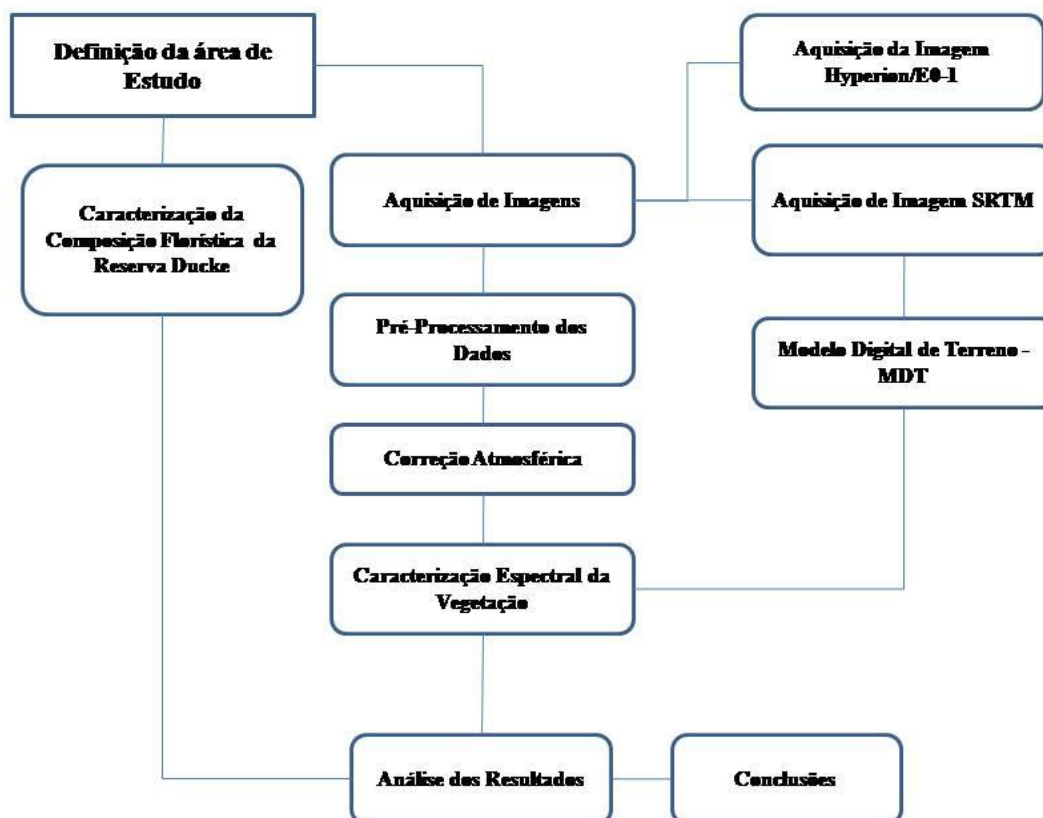 Definição da área de
Estudo
Aquisição da Imagem
Hyperion/E0-1
Caracterização da
Composição Florística da
Reserva Ducke
Aquisição de Imagens
Aquisição de Imagem SRTM
Pré-Processamento dos
Dados
Modelo Digital de Terreno -
MDT
Correção Atmosférica
Caracterização Espectral da
Vegetação
Análise dos Resultados
Conclusões